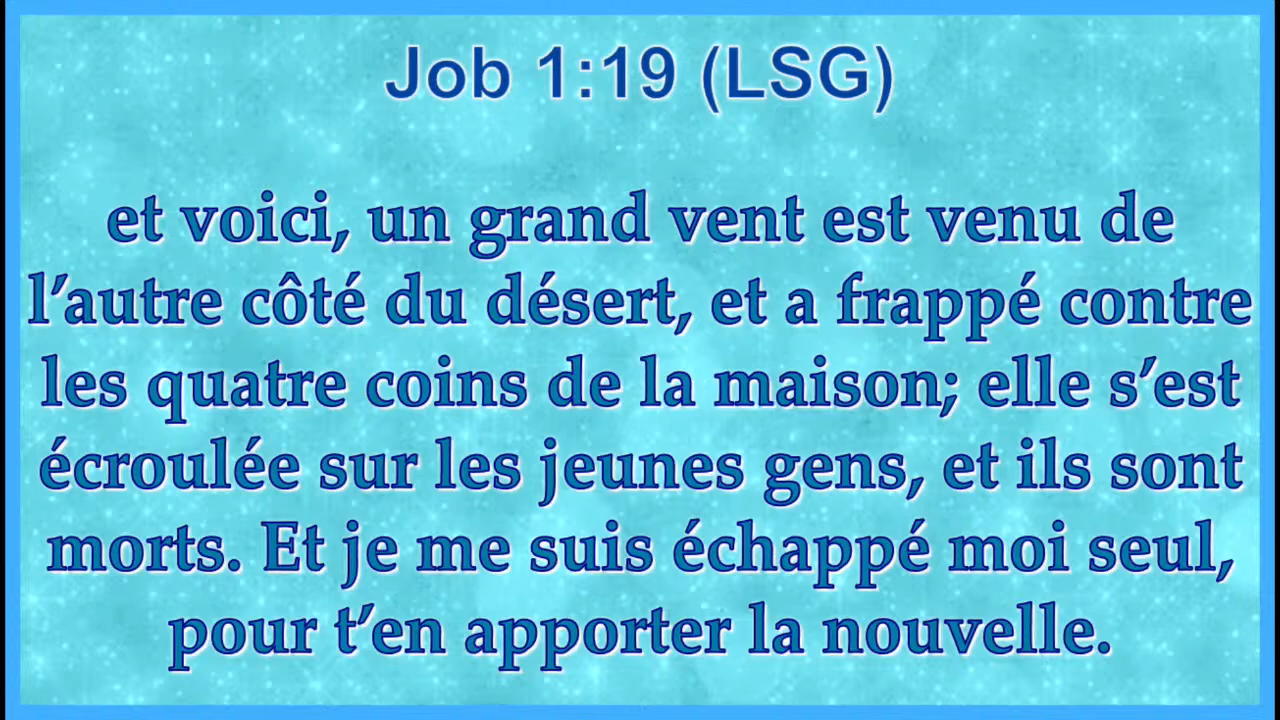 Job 1:19 (LSG)
et voici, un grand vent est venu de
l’autre côté du désert, et a frappé contre
les quatre coins de la maison; elle s’est
écroulée sur les jeunes gens, et ils sont
morts. Et je me suis échappé moi seul,
pour t’en apporter la nouvelle.